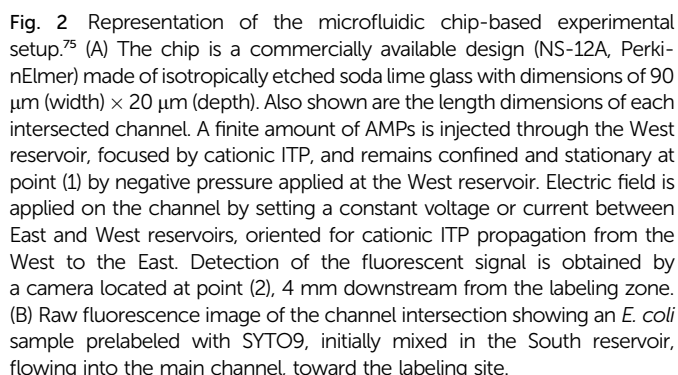 Fig. 2 Representation of the microfluidic chip-based experimental
setup.⁷⁵ (A) The chip is a commercially available design (NS-12A, Perki-
nElmer) made of isotropically etched soda lime glass with dimensions of 90
μm (width) × 20 μm (depth). Also shown are the length dimensions of each
intersected channel. A finite amount of AMPs is injected through the West
reservoir, focused by cationic ITP, and remains confined and stationary at
point (1) by negative pressure applied at the West reservoir. Electric field is
applied on the channel by setting a constant voltage or current between
East and West reservoirs, oriented for cationic ITP propagation from the
West to the East. Detection of the fluorescent signal is obtained by
a camera located at point (2), 4 mm downstream from the labeling zone.
(B) Raw fluorescence image of the channel intersection showing an E. coli
sample prelabeled with SYTO9, initially mixed in the South reservoir,
flowing into the main channel, toward the labeling site.